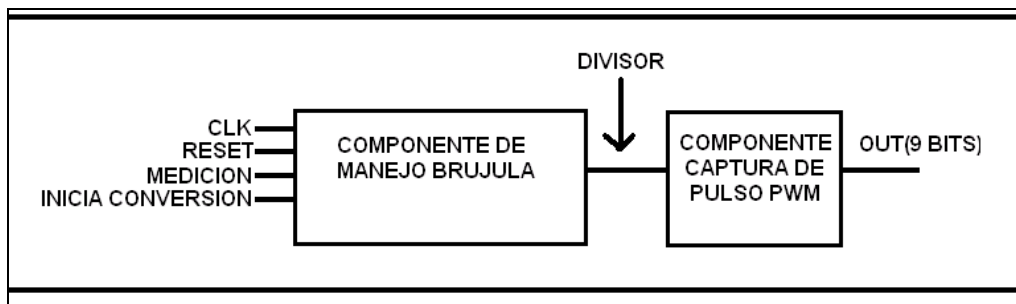 DIVISOR
CLK
RESET
MEDICION
INICIA CONVERSION
COMPONENTE DE
MANEJO BRUJULA
COMPONENTE
CAPTURA DE
PULSO PWM
OUT(9 BITS)